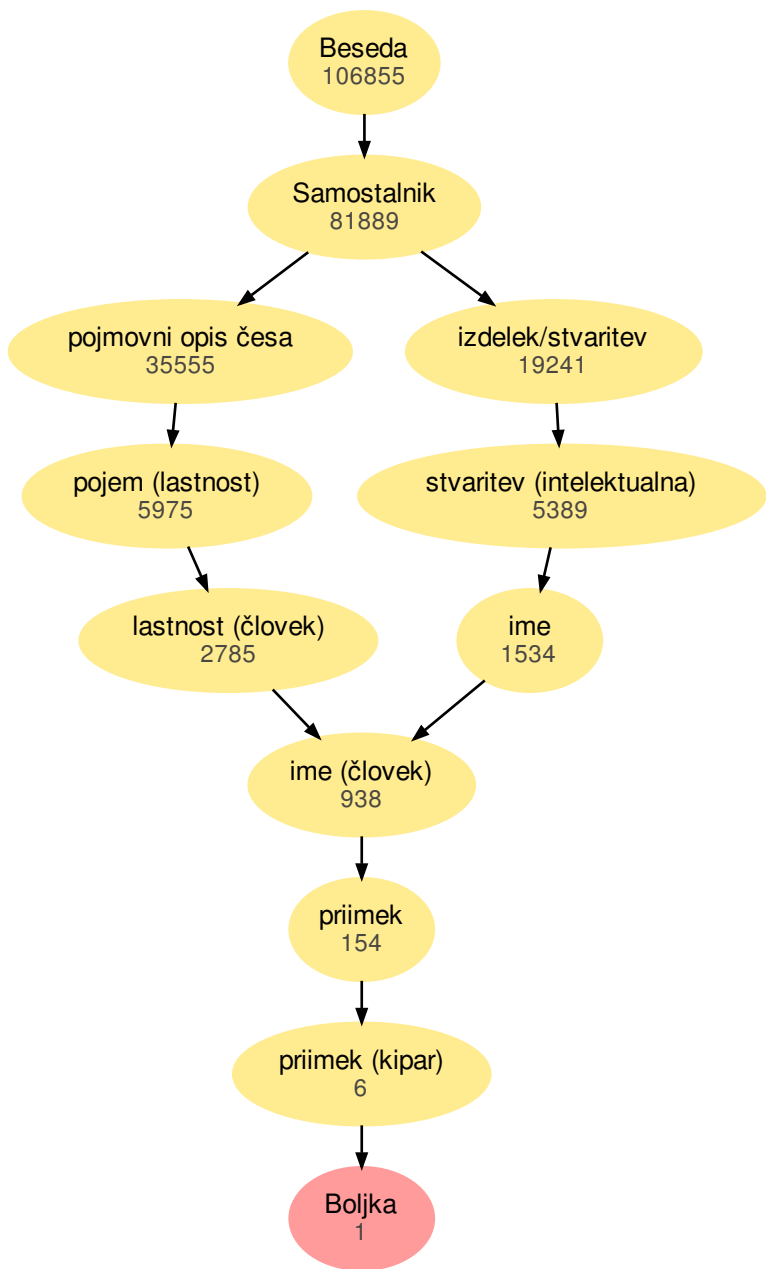 Beseda
106855
Samostalnik
81889
pojmovni opis česa
35555
izdelek/stvaritev
19241
pojem (lastnost)
5975
stvaritev (intelektualna)
5389
lastnost (človek)
2785
ime
1534
ime (človek)
938
priimek
154
priimek (kipar)
6
Boljka
1